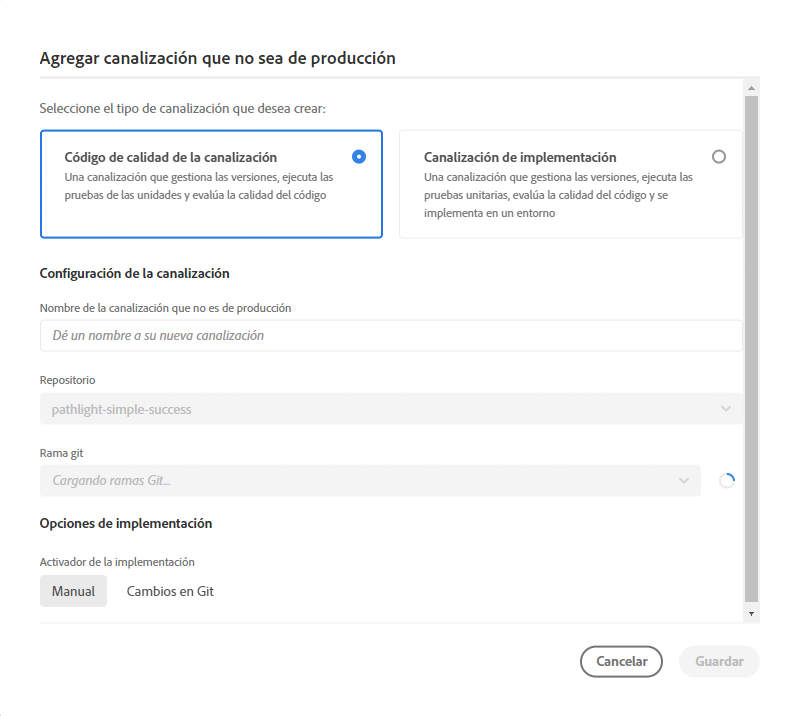 Agregar canalización que no sea de producción
Seleccione el tipo de canalización que desea crear:
Código de calidad de la canalización
Una canalización que gestiona las versiones, ejecuta las
pruebas de las unidades y evalúa la calidad del código
Canalización de implementación
Una canalización que gestiona las versiones, ejecuta las
pruebas unitarias, evalúa la calidad del código y se
implementa en un entorno
Configuración de la canalización
Nombre de la canalización que no es de producción
Dé un nombre a su nueva canalización
Repositorio
pathlight-simple-success
Rama git
Cargando ramas Git...
Opciones de implementación
Activador de la implementación
Manual Cambios en Git
Cancelar Guardar